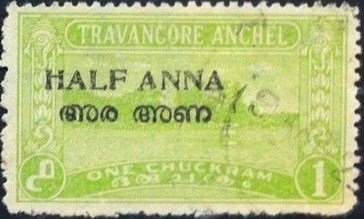 TRAVANCORE ANCHEL
HALF ANNA
അര അണ
ONE CHUCKRAM
1